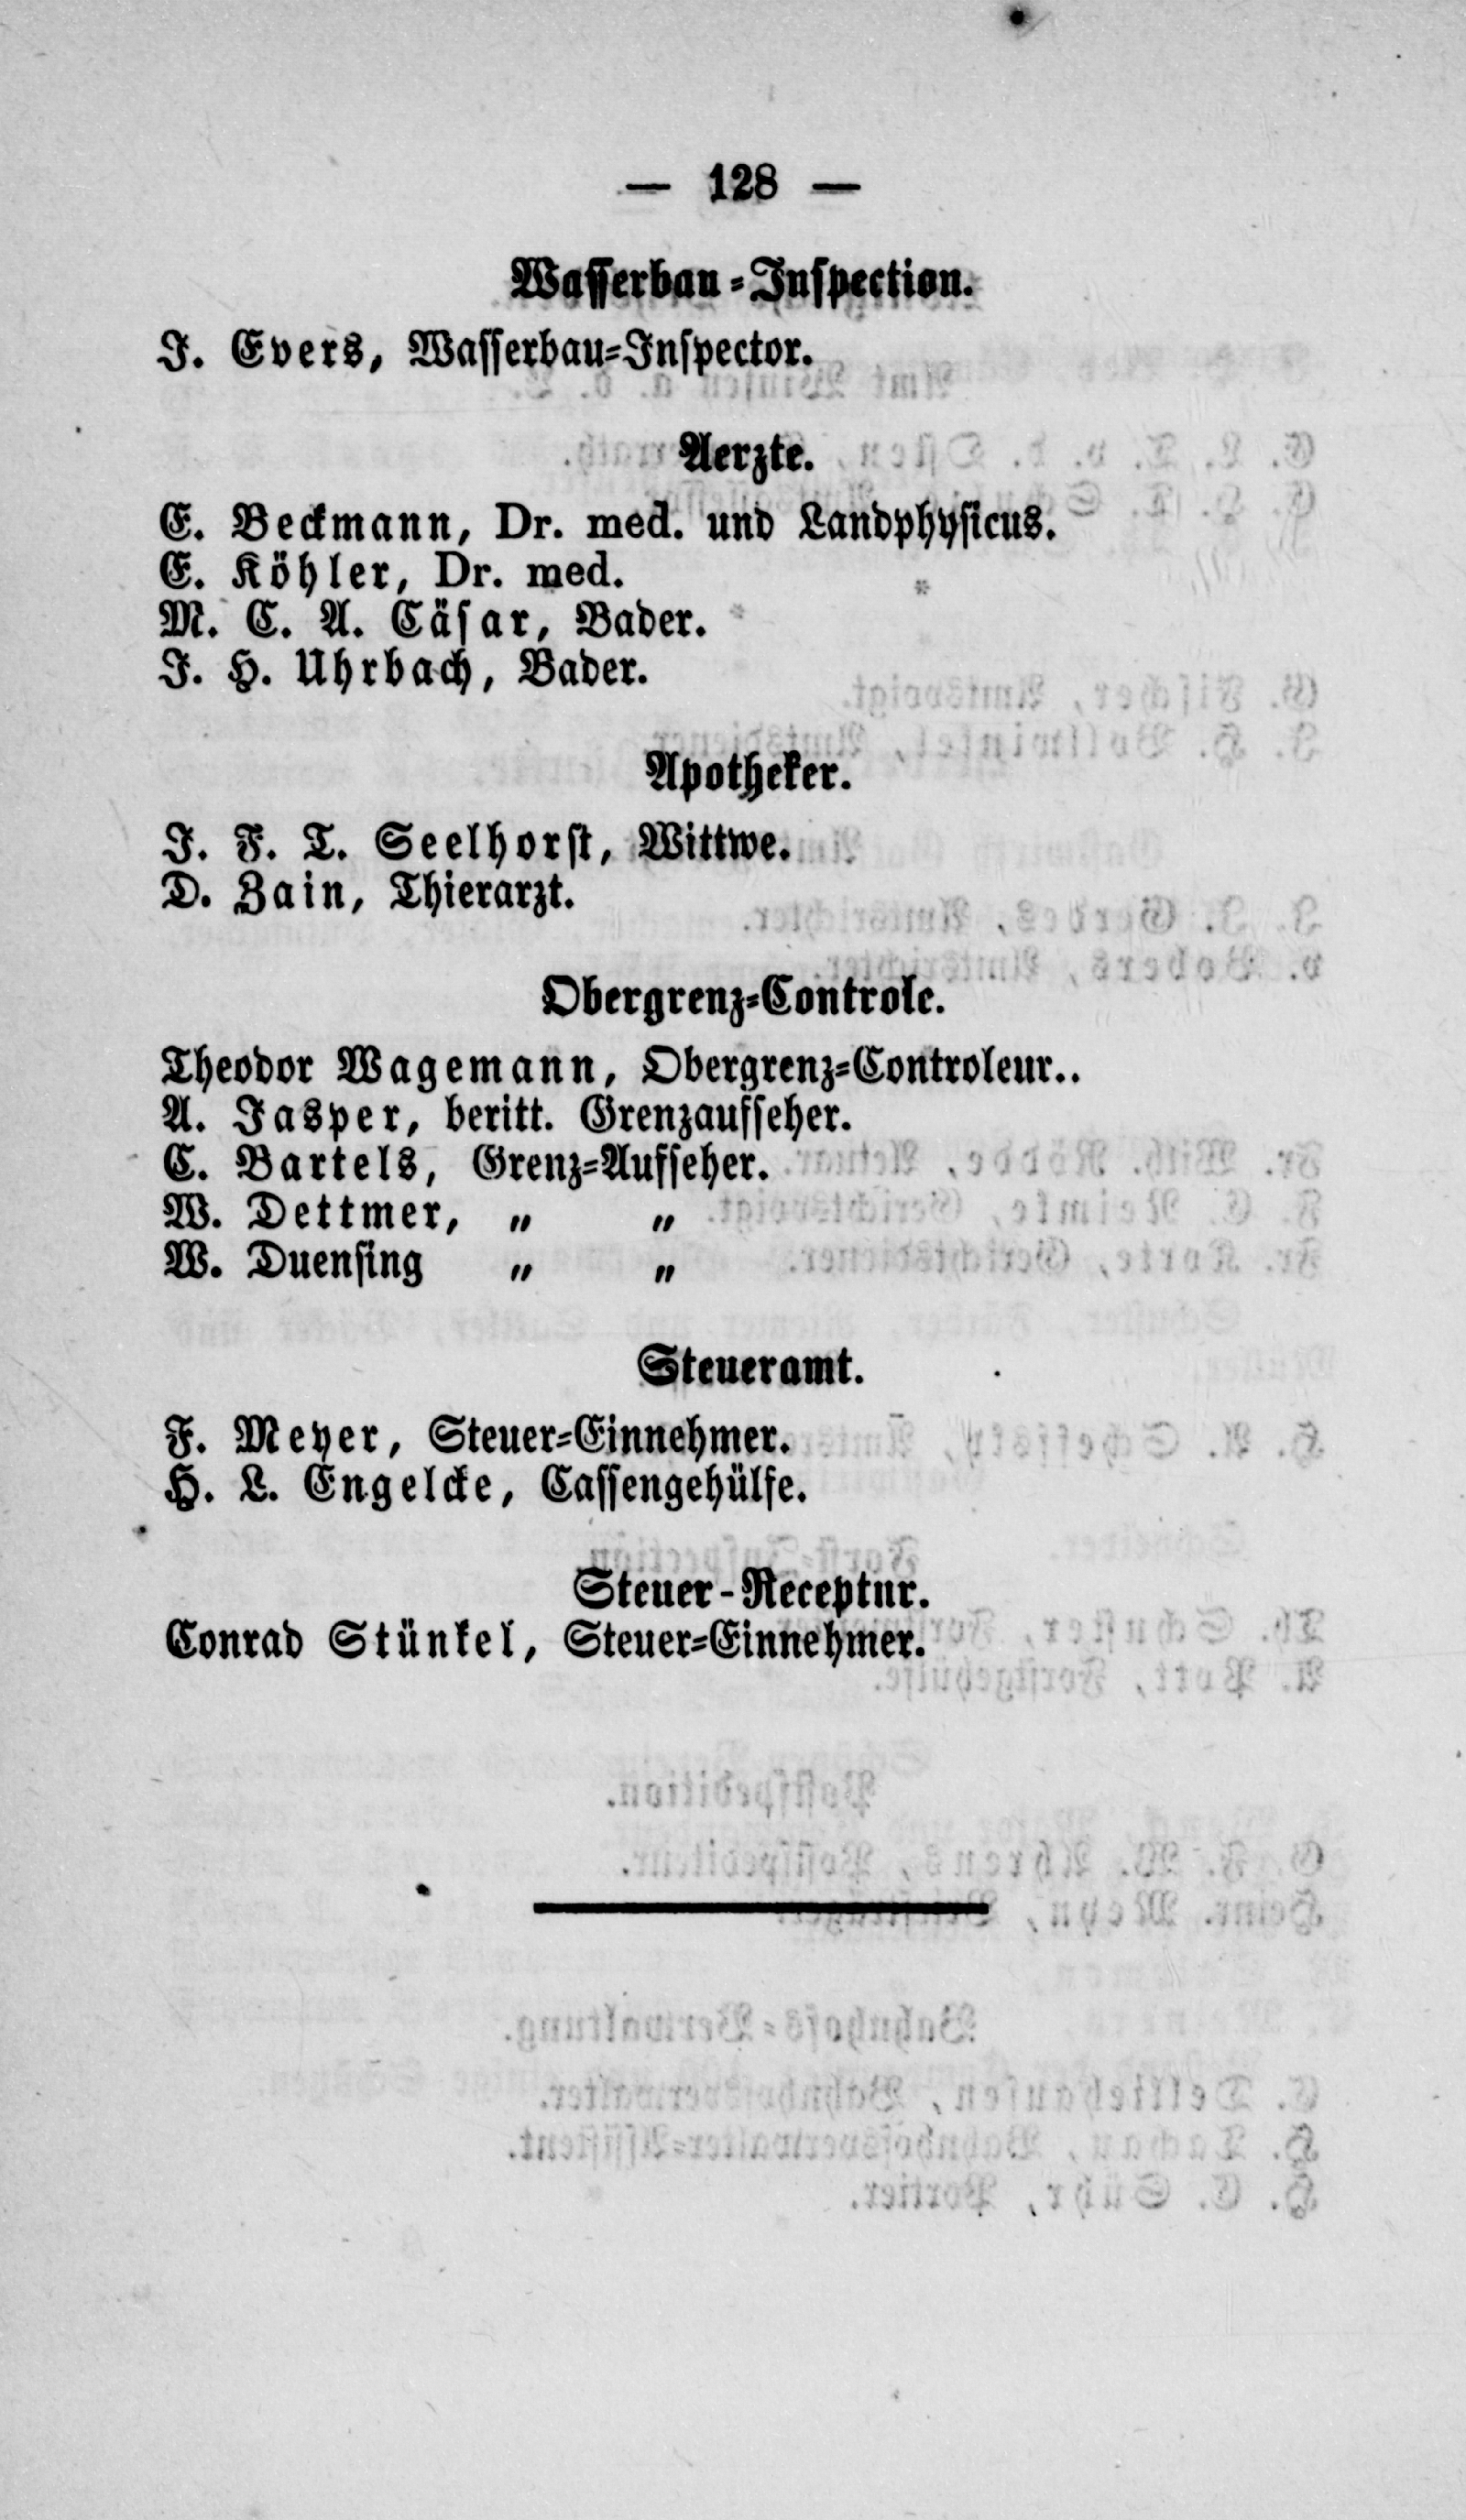 — 128 —
Wasserbau-Inspection.
J. Evers, Wasserbau-Inspector.
Aerzte.
E. Beckmann, Dr. med. und Landphysicus.
E. Köhler, Dr. med.
M. C. A. Cäsar, Bader.
J. H. Uhrbach, Bader.
Apotheker.
J. F. T. Seelhorst, Wittwe.
D. Zain, Thierarzt.
Obergrenz-Controle.
Theodor Wagemann, Obergrenz-Controleur..
A. Jasper, beritt. Grenzaufseher.
C. Bartels, Grenz-Aufseher.
W. Dettmer, „ „
W. Duensing „ „
Steueramt.
F. Meyer, Steuer-Einnehmer.
H. L. Engelcke, Cassengehülfe.
Steuer-Receptur.
Conrad Stünkel, Steuer-Einnehmer.